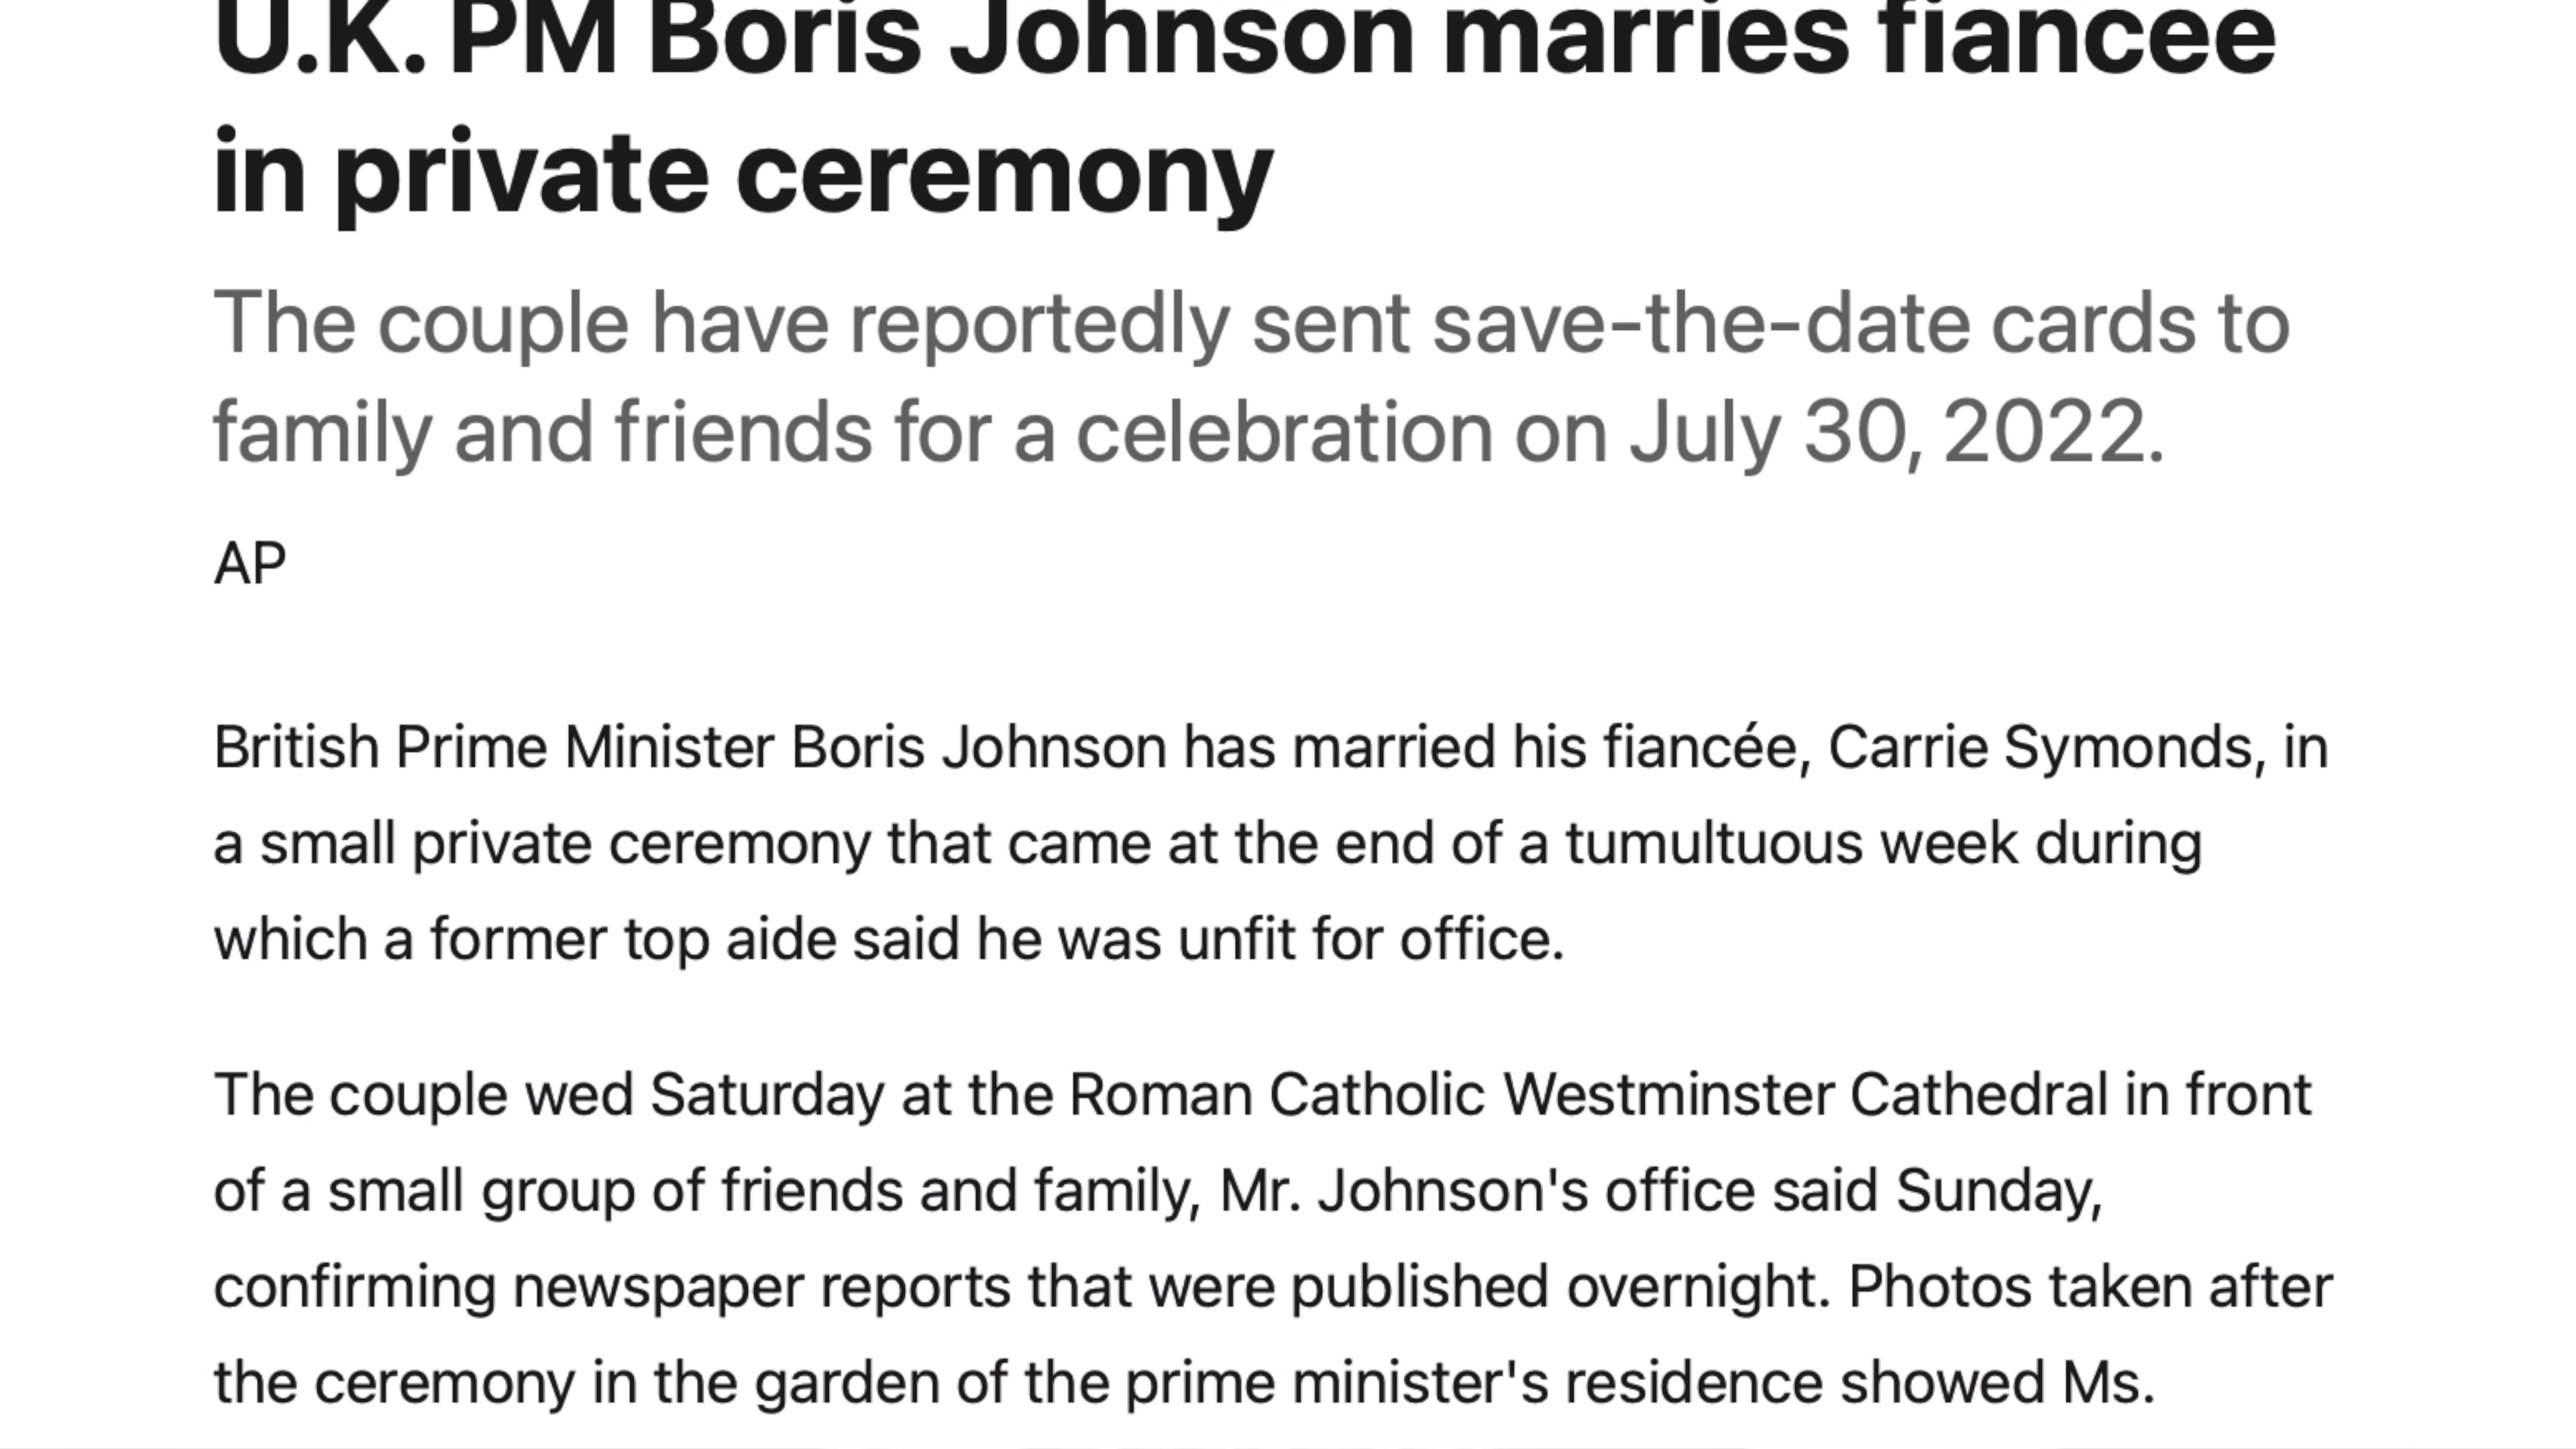 U.K. PM Boris Johnson marries fiancee
in private ceremony
The couple have reportedly sent save-the-date cards to
family and friends for a celebration on July 30, 2022.
AP
British Prime Minister Boris Johnson has married his fiancée, Carrie Symonds, in
a small private ceremony that came at the end of a tumultuous week during
which a former top aide said he was unfit for office.
The couple wed Saturday at the Roman Catholic Westminster Cathedral in front
of a small group of friends and family, Mr. Johnson's office said Sunday,
confirming newspaper reports that were published overnight. Photos taken after
the ceremony in the garden of the prime minister's residence showed Ms.